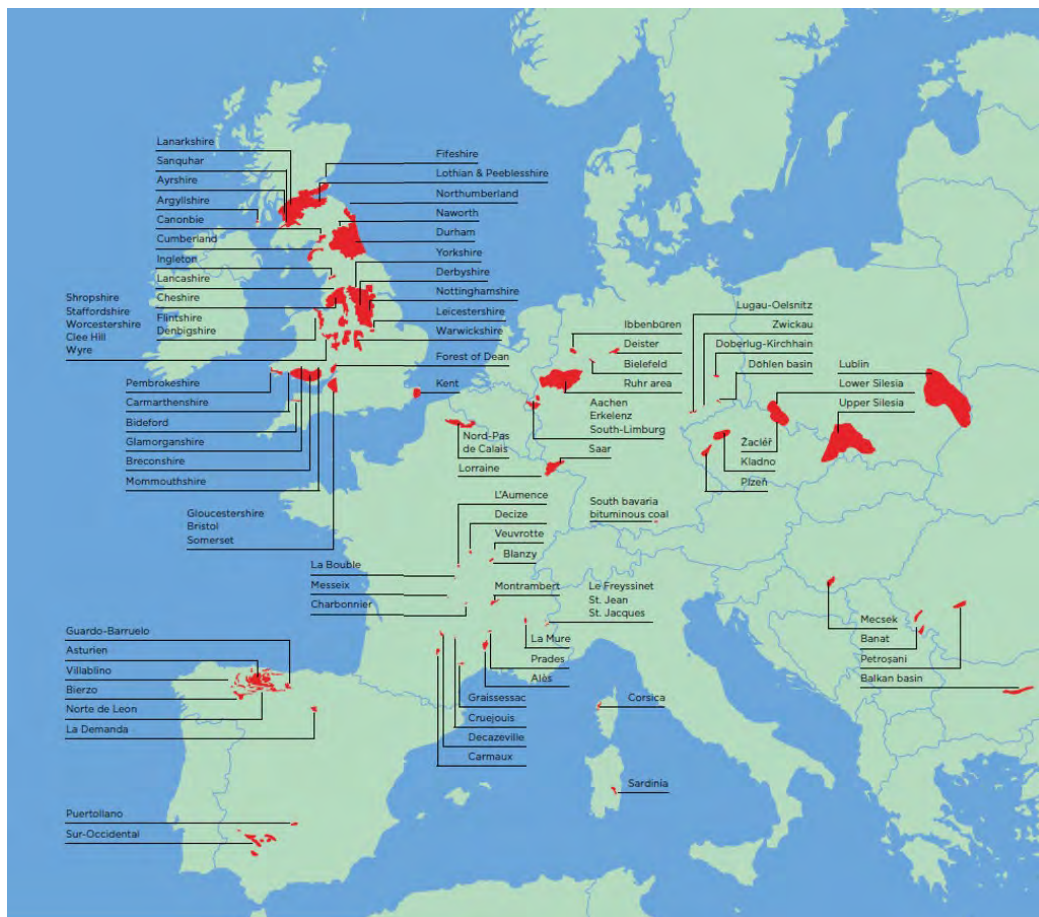 Lanarkshire
Sanquhar
Ayrshire
Argyllshire
Canonbie
Cumberland
Ingleton
Lancashire
Cheshire
Flintshire
Denbigshire
Shropshire
Staffordshire
Worcestershire
Clee Hill
Wyre
Fifeshire
Lothian & Peeblesshire
Northumberland
Naworth
Durham
Yorkshire
Derbyshire
Nottinghamshire
Leicestershire
Warwickshire
Forest of Dean
Kent
Pembrokeshire
Carmarthenshire
Bideford
Glamorganshire
Breconshire
Mommouthshire
Gloucestershire
Bristol
Somerset
Ibbenbüren
Deister
Bielefeld
Ruhr area
Aachen
Erkelenz
South-Limburg
Nord-Pas
de Calais
Lorraine
Saar
Lugau-Oelsnitz
Zwickau
Doberlug-Kirchhain
Döhlen basin
Lublin
Lower Silesia
Upper Silesia
Žacléř
Kladno
Plzeň
South bavaria
bituminous coal
L'Aumence
Decize
Veuvrotte
Blanzy
La Bouble
Messeix
Charbonnier
Montrambert
Le Freyssinet
St. Jean
St. Jacques
La Mure
Prades
Alès
Graissessac
Cruejouis
Decazeville
Carmaux
Corsica
Sardinia
Mecsek
Banat
Petroşani
Balkan basin
Guardo-Barruelo
Asturien
Villablino
Bierzo
Norte de Leon
La Demanda
Puertollano
Sur-Occidental